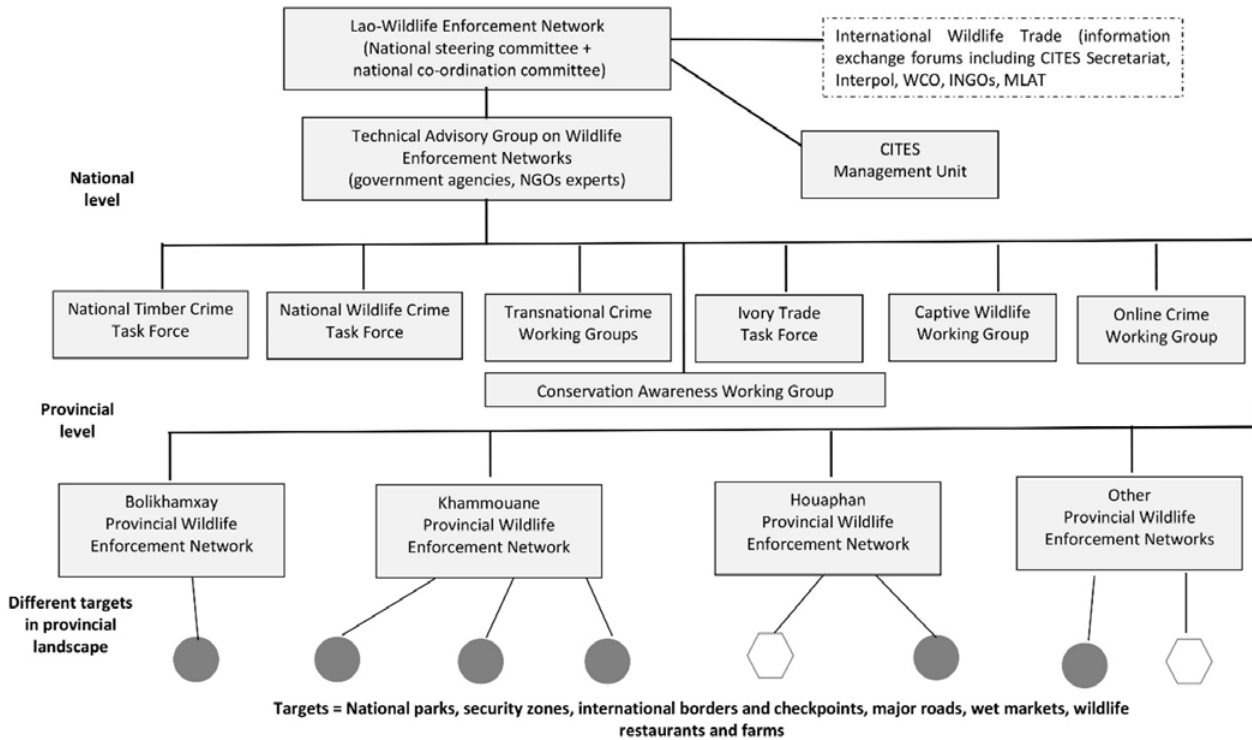 Lao-Wildlife Enforcement Network
(National steering committee +
national co-ordination committee)
International Wildlife Trade (information
exchange forums including CITES Secretariat,
Interpol, WCO, INGOs, MLAT
Technical Advisory Group on Wildlife
Enforcement Networks
(government agencies, NGOs experts)
CITES
Management Unit
National
level
National Timber Crime
Task Force
National Wildlife Crime
Task Force
Transnational Crime
Working Groups
Ivory Trade
Task Force
Captive Wildlife
Working Group
Online Crime
Working Group
Conservation Awareness Working Group
Provincial
level
Bolikhamxay
Provincial Wildlife
Enforcement Network
Khammouane
Provincial Wildlife
Enforcement Network
Houaphan
Provincial Wildlife
Enforcement Network
Other
Provincial Wildlife
Enforcement Networks
Different targets
in provincial
landscape
Targets = National parks, security zones, international borders and checkpoints, major roads, wet markets, wildlife
restaurants and farms